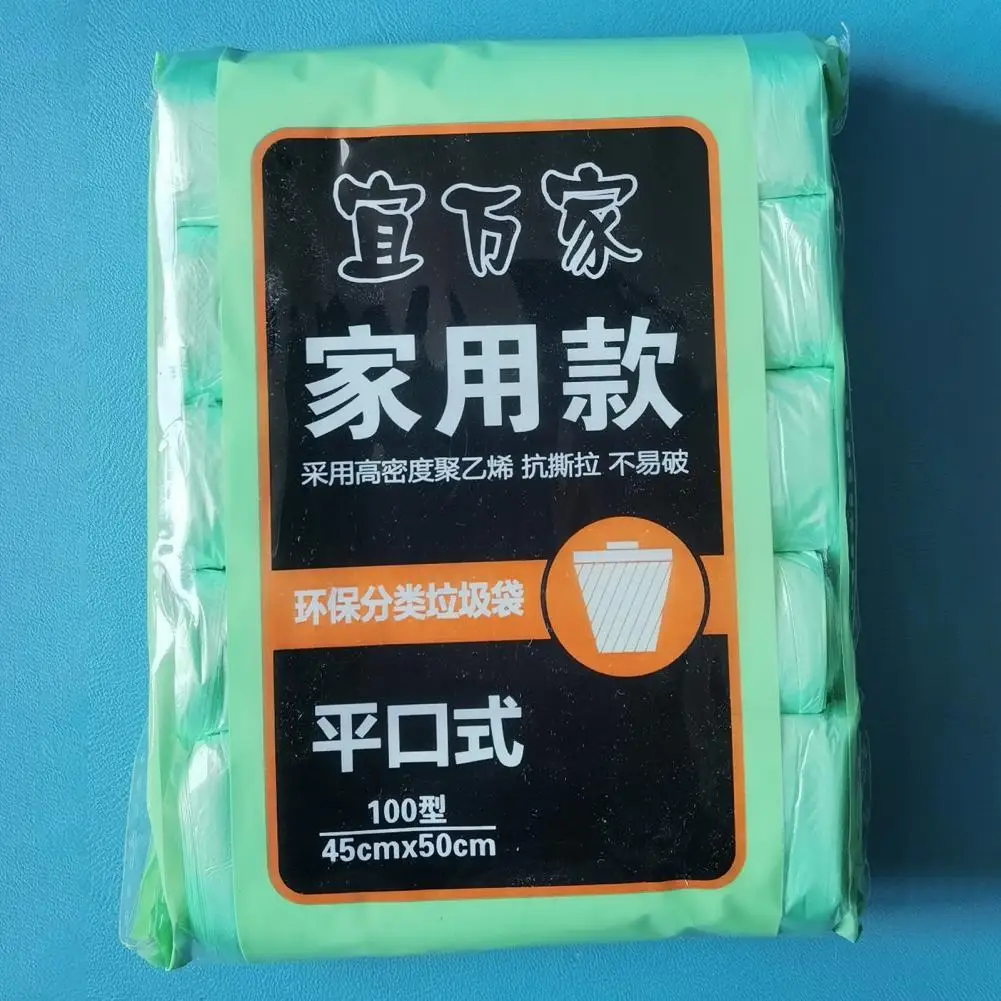 宜万家
家用款
采用高密度聚乙烯 抗撕拉 不易破
环保分类垃圾袋
平口式
100型
45cmx50cm